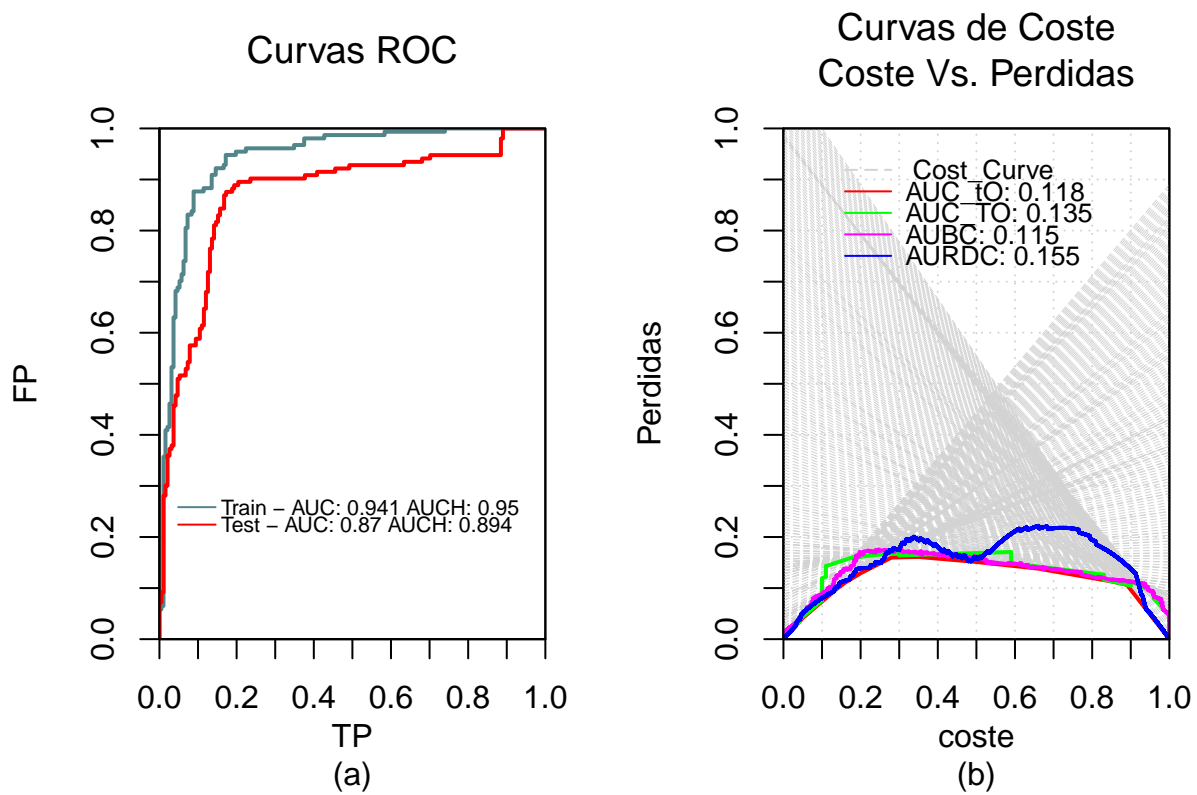 Curvas ROC
FP
0.0 0.2 0.4 0.6 0.8 1.0
Train – AUC: 0.941 AUCH: 0.95
Test – AUC: 0.87 AUCH: 0.894
0.0 0.2 0.4 0.6 0.8 1.0
TP
(a)
Curvas de Coste
Coste Vs. Perdidas
Perdidas
0.0 0.2 0.4 0.6 0.8 1.0
Cost_Curve
AUC_tO: 0.118
AUC_TO: 0.135
AUBC: 0.115
AURDC: 0.155
0.0 0.2 0.4 0.6 0.8 1.0
coste
(b)